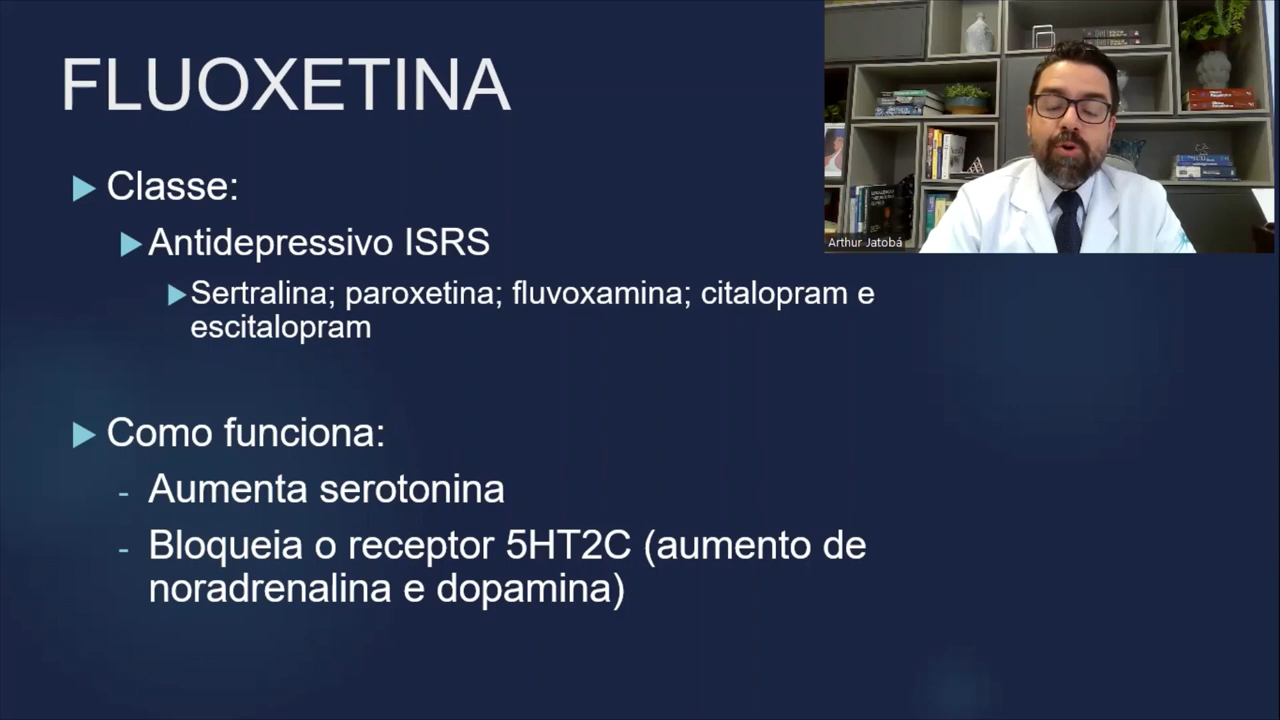 FLUOXETINA
Classe:
Antidepressivo ISRS
Sertralina; paroxetina; fluvoxamina; citalopram e
escitalopram
Como funciona:
- Aumenta serotonina
- Bloqueia o receptor 5HT2C (aumento de
noradrenalina e dopamina)
Arthur Jatobá